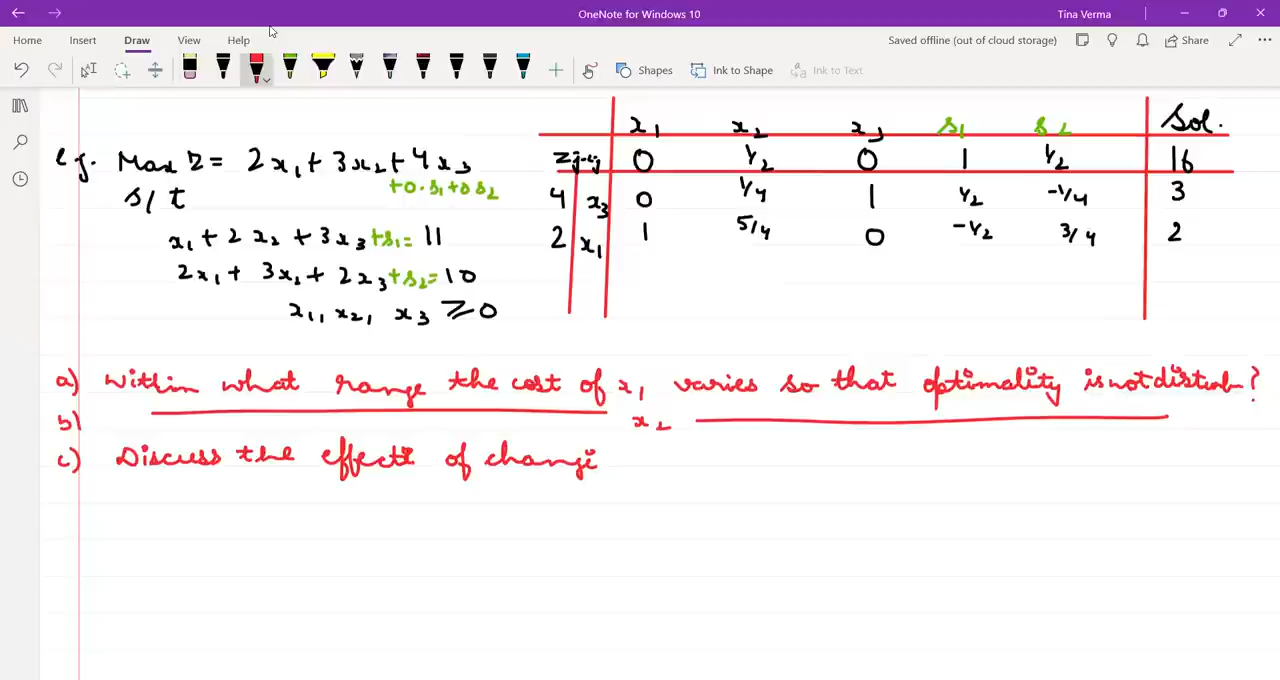 OneNote for Windows 10
Tina Verma
Home Insert Draw View Help
Saved offline (out of cloud storage)
Share
Shapes
Ink to Shape
Ink to Text
e.g. Max Z = 2x₁ + 3x₂ + 4x₃
+0.s₁+0s₂
s/t
x₁ + 2x₂ + 3x₃ +s₁= 11
2x₁ + 3x₂ + 2x₃ +s₂= 10
x₁, x₂, x₃ ≥ 0
x₁ x₂ x₃ s₁ s₂ Sol.
zj-cj 0 1/2 0 1 1/2 16
4 x₃ 0 1/4 1 1/2 -1/4 3
2 x₁ 1 5/4 0 -1/2 3/4 2
a) Within what range the cost of x₁ varies so that optimality is not distub?
b) x₂
c) Discuss the effects of change